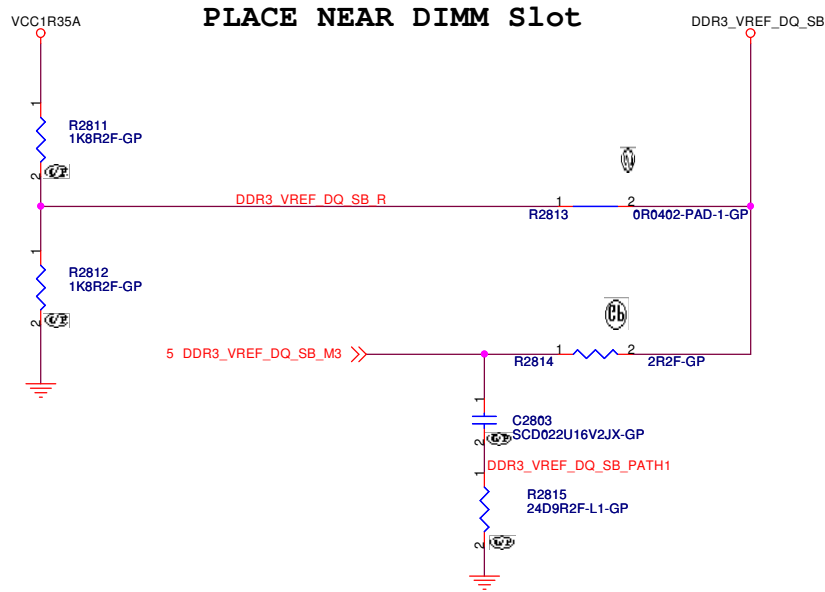 PLACE NEAR DIMM Slot
VCC1R35A
DDR3_VREF_DQ_SB
1
R2811
1K8R2F-GP
2
DDR3_VREF_DQ_SB_R
1
2
R2813
0R0402-PAD-1-GP
1
R2812
1K8R2F-GP
2
5 DDR3_VREF_DQ_SB_M3
1
2
R2814
2R2F-GP
1
C2803
SCD022U16V2JX-GP
2
DDR3_VREF_DQ_SB_PATH1
1
R2815
24D9R2F-L1-GP
2